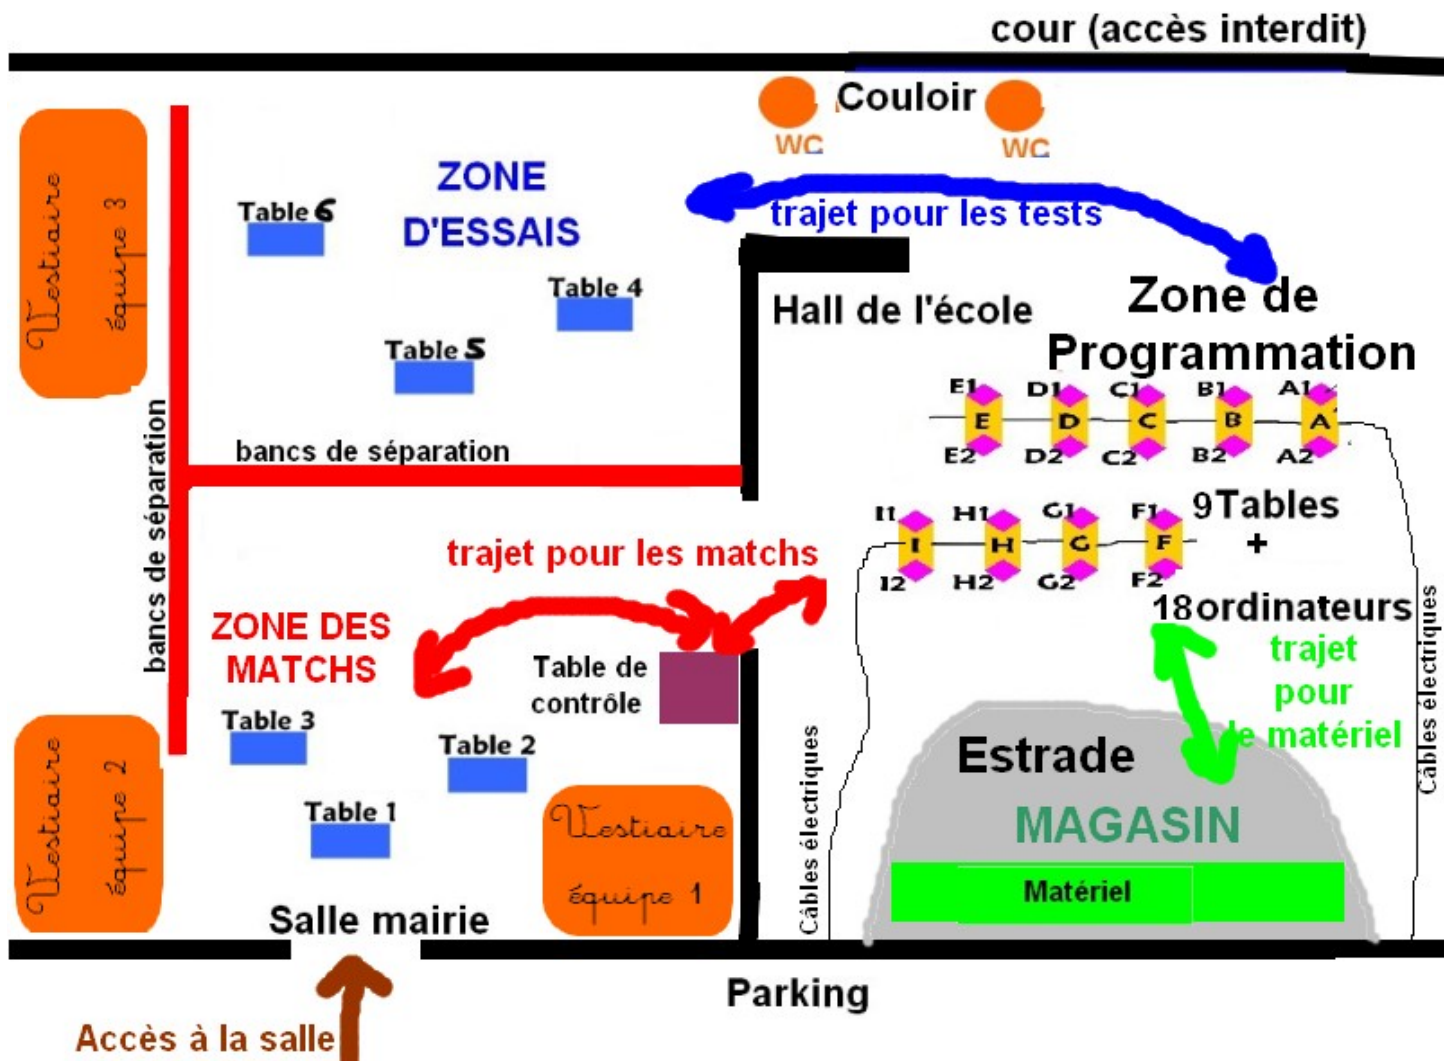 cour (accès interdit)
Couloir
WC
WC
Vestiaire
équipe 3
ZONE
D'ESSAIS
Table 6
Table 4
Table 5
trajet pour les tests
Hall de l'école
Zone de
Programmation
E1 D1 C1 B1 A1
E D C B A
E2 D2 C2 B2 A2
bancs de séparation
bancs de séparation
I1 H1 G1 F1
I H G F
I2 H2 G2 F2
9Tables
+
18ordinateurs
trajet pour les matchs
ZONE DES
MATCHS
Table de
contrôle
Table 3
Table 2
Table 1
trajet
pour
le matériel
Câbles électriques
Câbles électriques
Estrade
MAGASIN
Matériel
Vestiaire
équipe 2
Vestiaire
équipe 1
Salle mairie
Parking
Accès à la salle